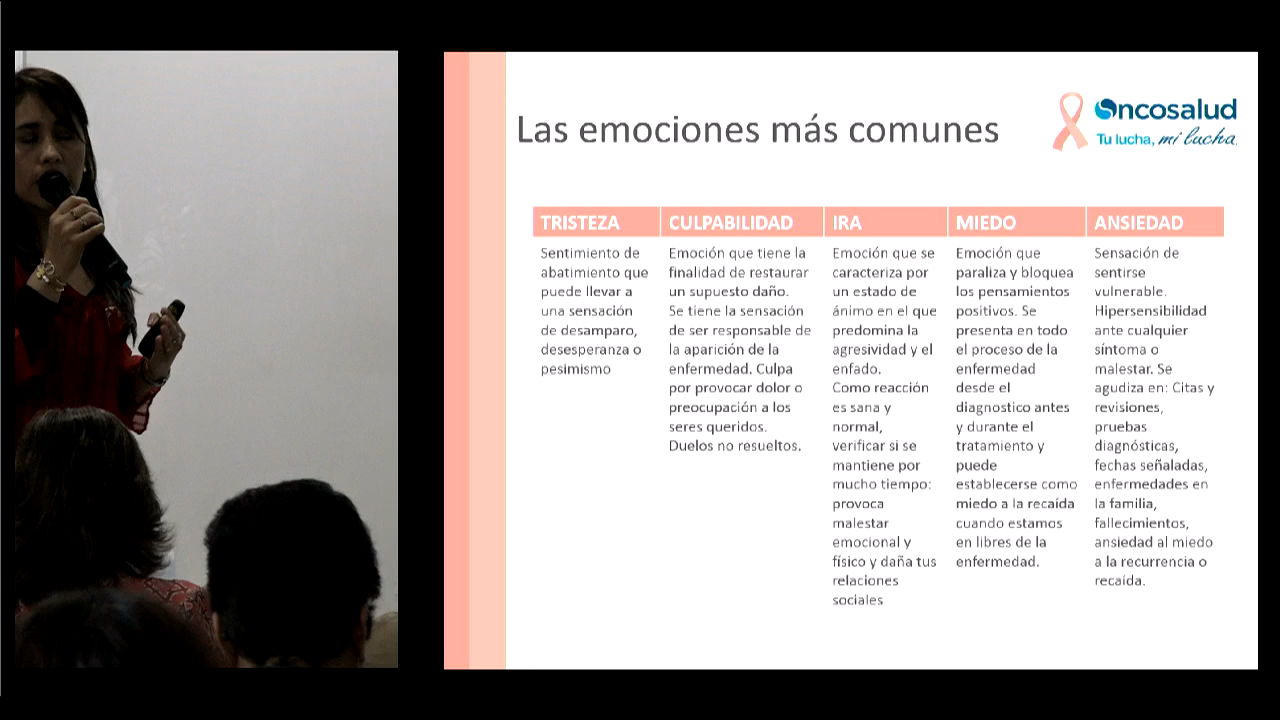 Las emociones más comunes
Oncosalud
Tu lucha, mi lucha.
TRISTEZA
Sentimiento de
abatimiento que
puede llevar a
una sensación
de desamparo,
desesperanza o
pesimismo
CULPABILIDAD
Emoción que tiene la
finalidad de restaurar
un supuesto daño.
Se tiene la sensación
de ser responsable de
la aparición de la
enfermedad. Culpa
por provocar dolor o
preocupación a los
seres queridos.
Duelos no resueltos.
IRA
Emoción que se
caracteriza por
un estado de
ánimo en el que
predomina la
agresividad y el
enfado.
Como reacción
es sana y
normal,
verificar si se
mantiene por
mucho tiempo:
provoca
malestar
emocional y
físico y daña tus
relaciones
sociales
MIEDO
Emoción que
paraliza y bloquea
los pensamientos
positivos. Se
presenta en todo
el proceso de la
enfermedad
desde el
diagnostico antes
y durante el
tratamiento y
puede
establecerse como
miedo a la recaída
cuando estamos
en libres de la
enfermedad.
ANSIEDAD
Sensación de
sentirse
vulnerable.
Hipersensibilidad
ante cualquier
síntoma o
malestar. Se
agudiza en: Citas y
revisiones,
pruebas
diagnósticas,
fechas señaladas,
enfermedades en
la familia,
fallecimientos,
ansiedad al miedo
a la recurrencia o
recaída.